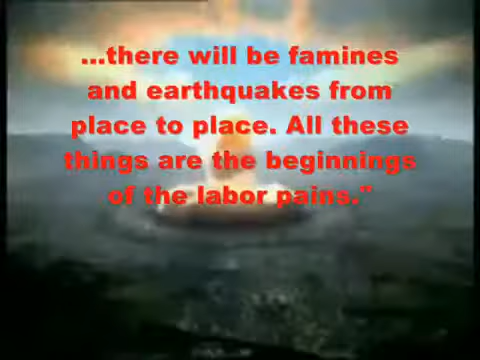 ...there will be famines
and earthquakes from
place to place. All these
things are the beginnings
of the labor pains."